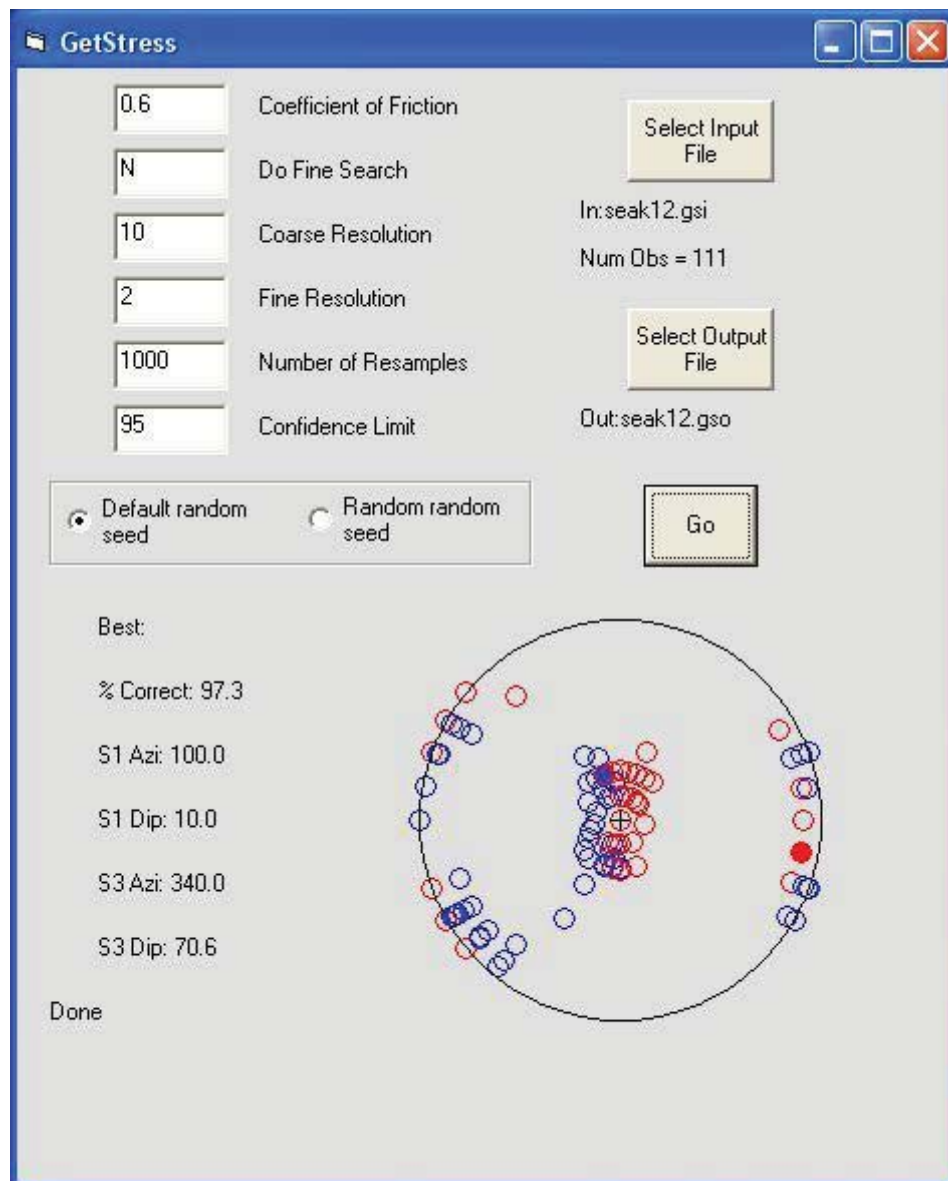 GetStress
0.6
Coefficient of Friction
N
Do Fine Search
10
Coarse Resolution
2
Fine Resolution
1000
Number of Resamples
95
Confidence Limit
Select Input
File
In:seak12.gsi
Num Obs = 111
Select Output
File
Out:seak12.gso
Default random
seed
Random random
seed
Go
Best:
% Correct: 97.3
S1 Azi: 100.0
S1 Dip: 10.0
S3 Azi: 340.0
S3 Dip: 70.6
Done